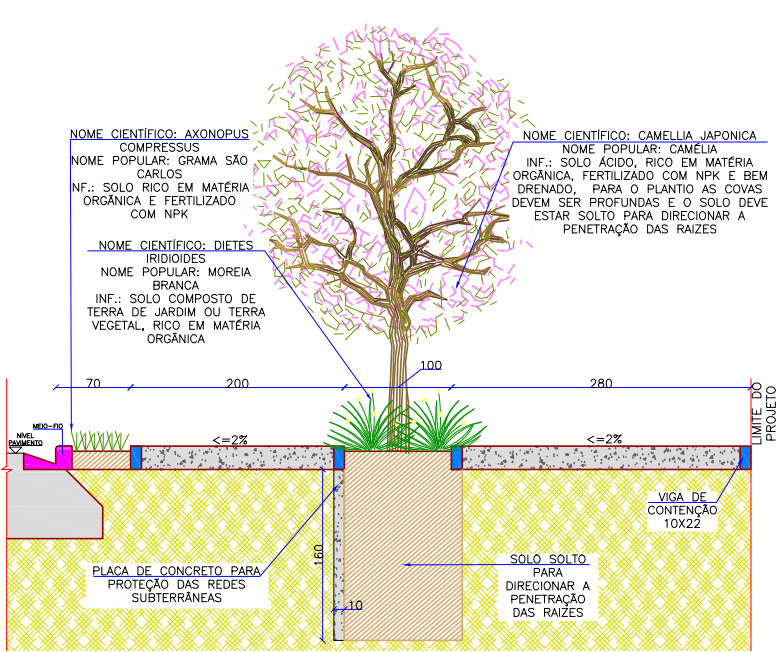 NOME CIENTÍFICO: AXONOPUS
COMPRESSUS
NOME POPULAR: GRAMA SÃO
CARLOS
INF.: SOLO RICO EM MATÉRIA
ORGÂNICA E FERTILIZADO
COM NPK
NOME CIENTÍFICO: CAMELLIA JAPONICA
NOME POPULAR: CAMÉLIA
INF.: SOLO ÁCIDO, RICO EM MATÉRIA
ORGÂNICA, FERTILIZADO COM NPK E BEM
DRENADO, PARA O PLANTIO AS COVAS
DEVEM SER PROFUNDAS E O SOLO DEVE
ESTAR SOLTO PARA DIRECIONAR A
PENETRAÇÃO DAS RAIZES
NOME CIENTÍFICO: DIETES
IRIDIOIDES
NOME POPULAR: MOREIA
BRANCA
INF.: SOLO COMPOSTO DE
TERRA DE JARDIM OU TERRA
VEGETAL, RICO EM MATÉRIA
ORGÂNICA
100
70
200
280
LIMITE DO
PROJETO
MEIO-FIO
NÍVEL
PAVIMENTO
<=2%
<=2%
VIGA DE
CONTENÇÃO
10X22
160
PLACA DE CONCRETO PARA
PROTEÇÃO DAS REDES
SUBTERRÂNEAS
SOLO SOLTO
PARA
DIRECIONAR A
PENETRAÇÃO
DAS RAIZES
10